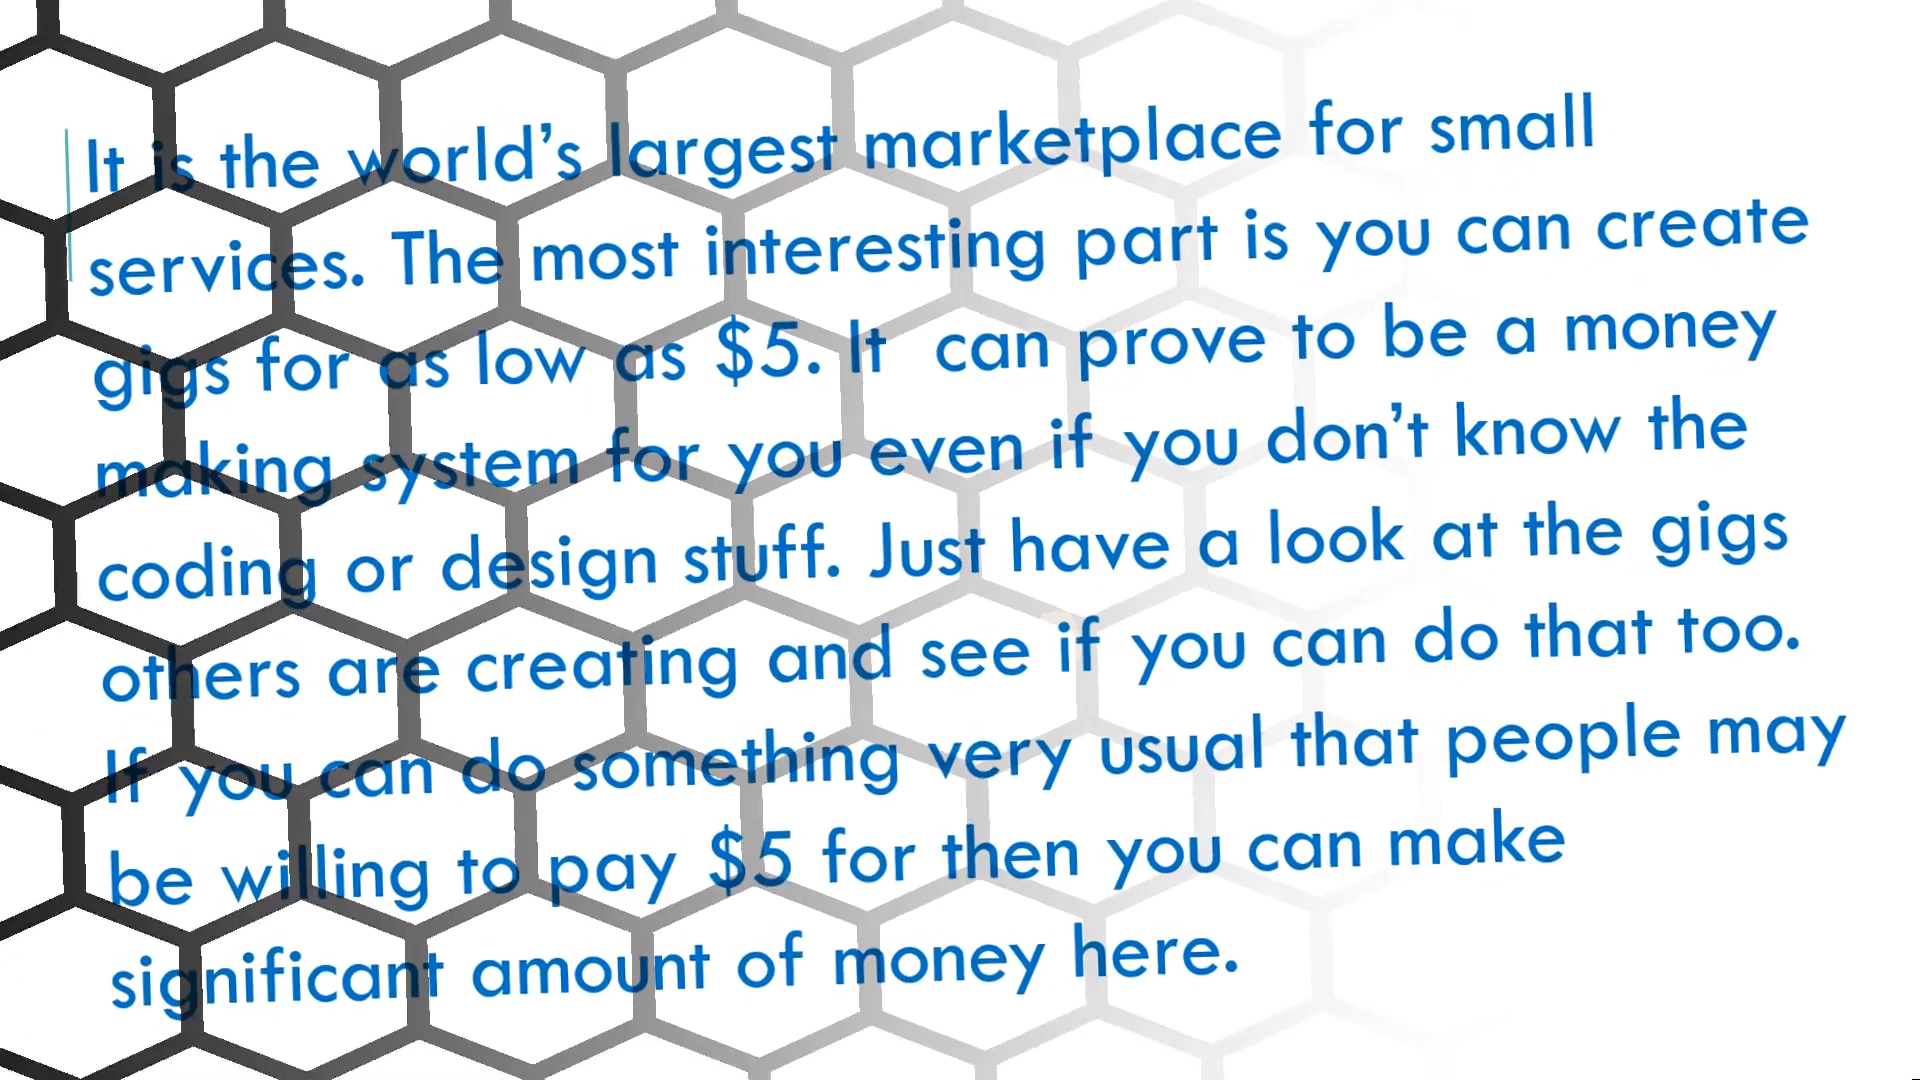 It is the world’s largest marketplace for small
services. The most interesting part is you can create
gigs for as low as $5. It  can prove to be a money
making system for you even if you don’t know the
coding or design stuff. Just have a look at the gigs
others are creating and see if you can do that too.
If you can do something very usual that people may
be willing to pay $5 for then you can make
significant amount of money here.